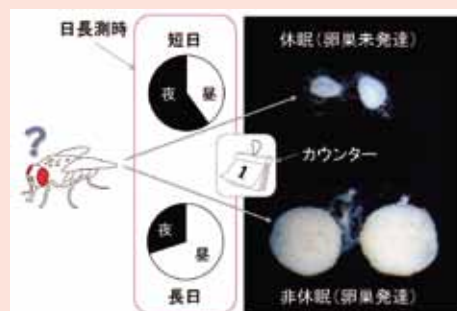 日長測時
短日
夜
昼
休眠(卵巣未発達)
?
カウンター
1
夜
昼
長日
非休眠(卵巣発達)